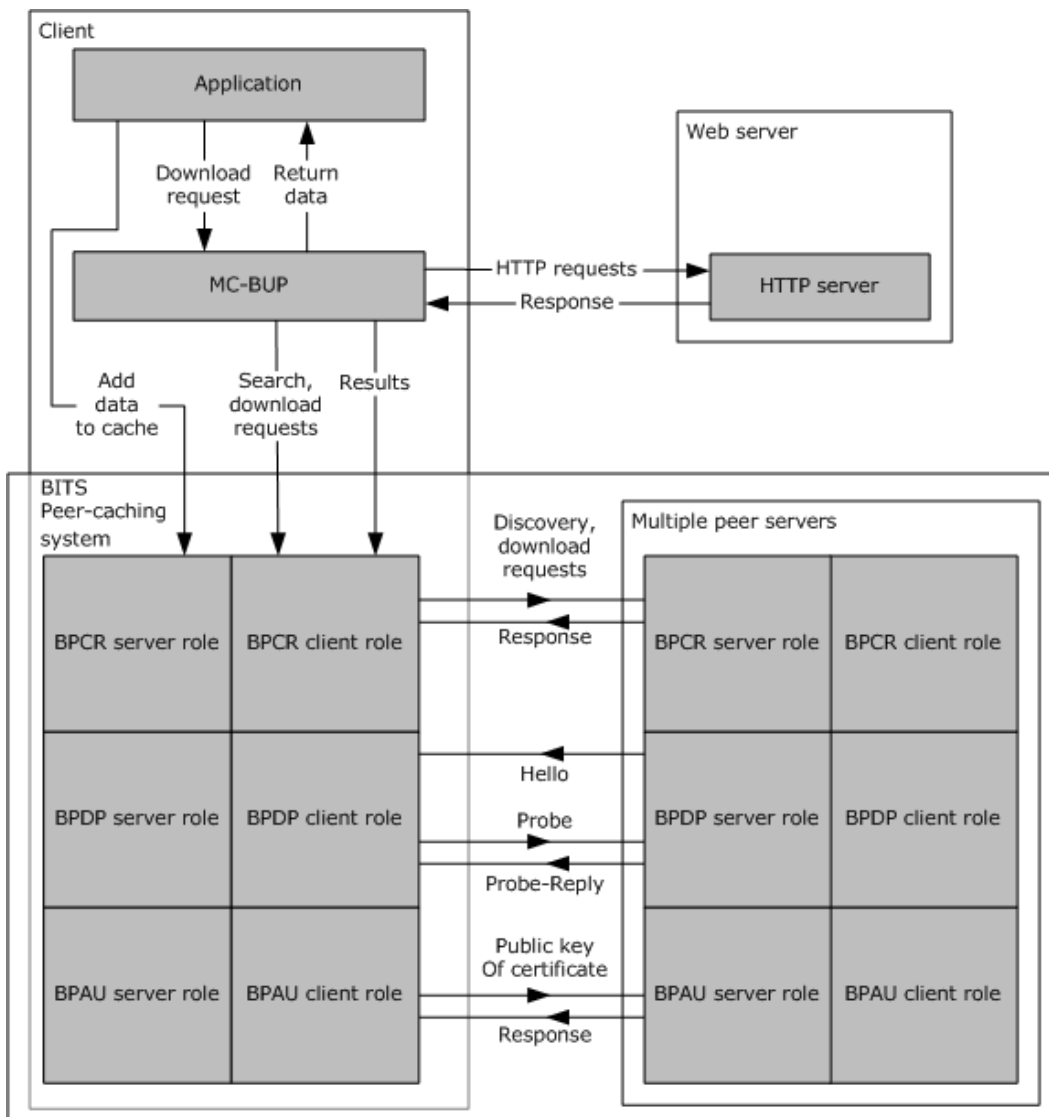 Client
Application
Download
request
Return
data
Web server
MC-BUP
HTTP requests
Response
HTTP server
Add
data
to cache
Search,
download
requests
Results
BITS
Peer-caching
system
Discovery,
download
requests
Response
Multiple peer servers
BPCR server role
BPCR client role
BPCR server role
BPCR client role
Hello
BPDP server role
BPDP client role
Probe
Probe-Reply
BPDP server role
BPDP client role
Public key
Of certificate
BPAU server role
BPAU client role
Response
BPAU server role
BPAU client role